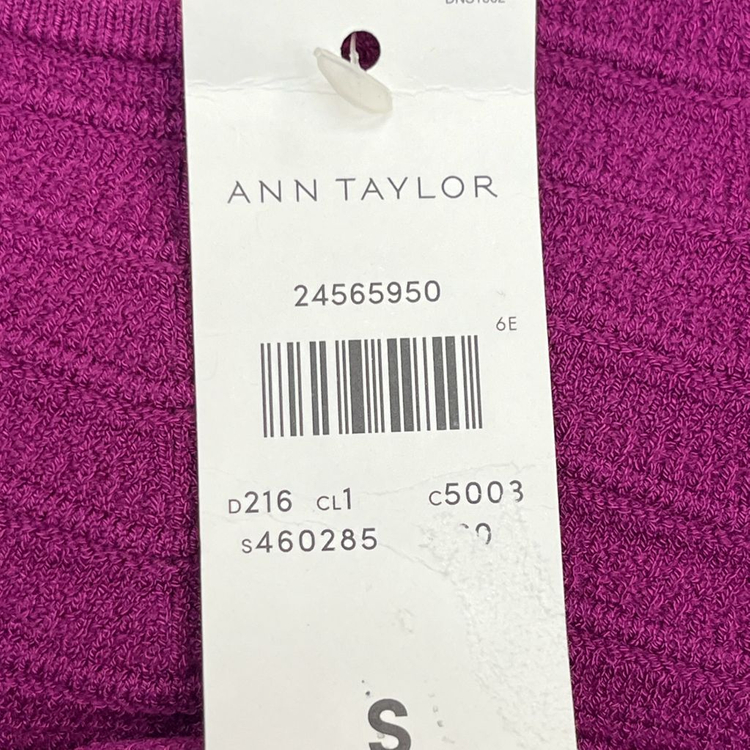 ANN TAYLOR
24565950
6E
D216 CL1 C5003
S460285
S